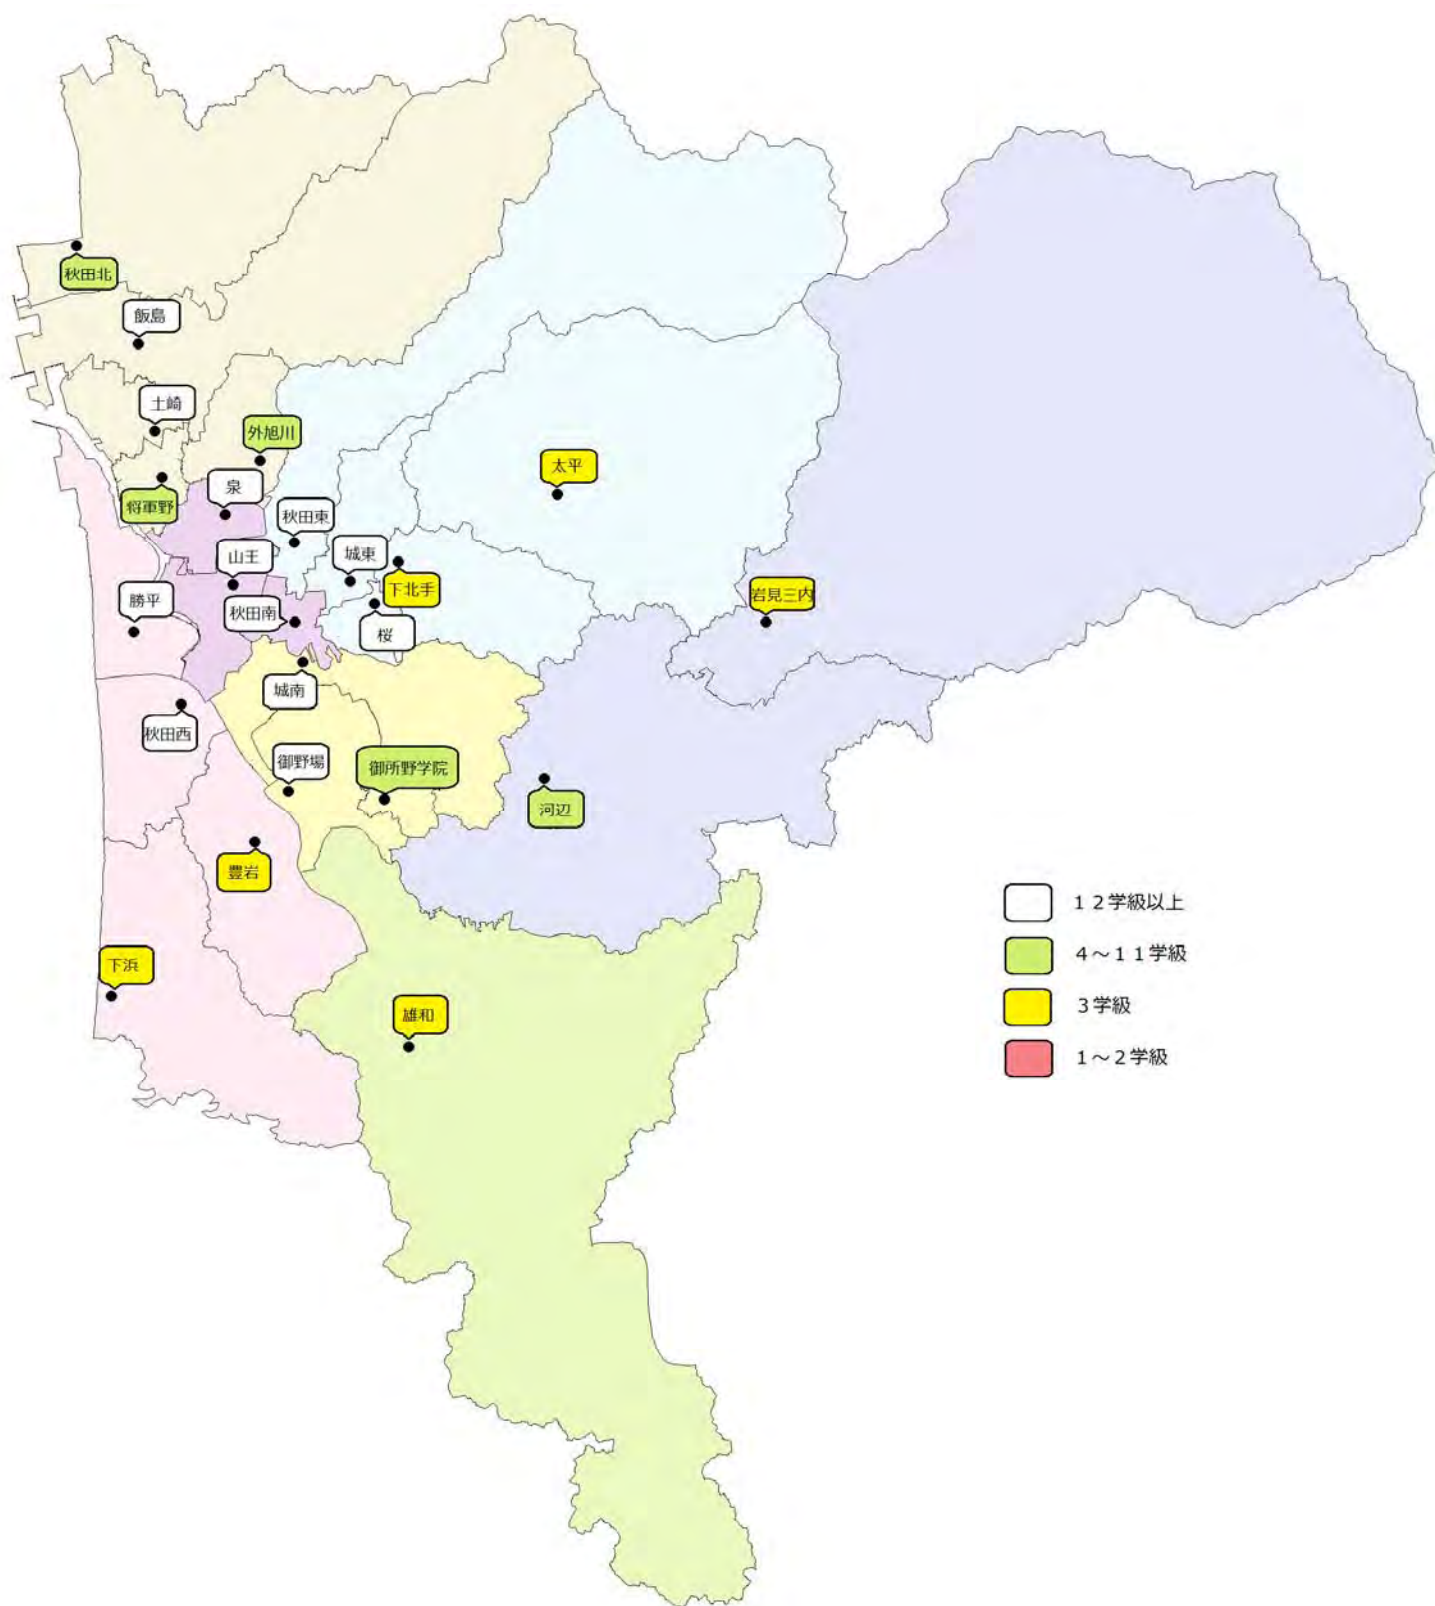 秋田北
飯島
土崎
外旭川
太平
泉
将軍野
秋田東
城東
山王
下北手
岩見三内
勝平
秋田南
桜
城南
秋田西
御野場
御所野学院
河辺
豊岩
下浜
雄和
１２学級以上
４～１１学級
３学級
１～２学級